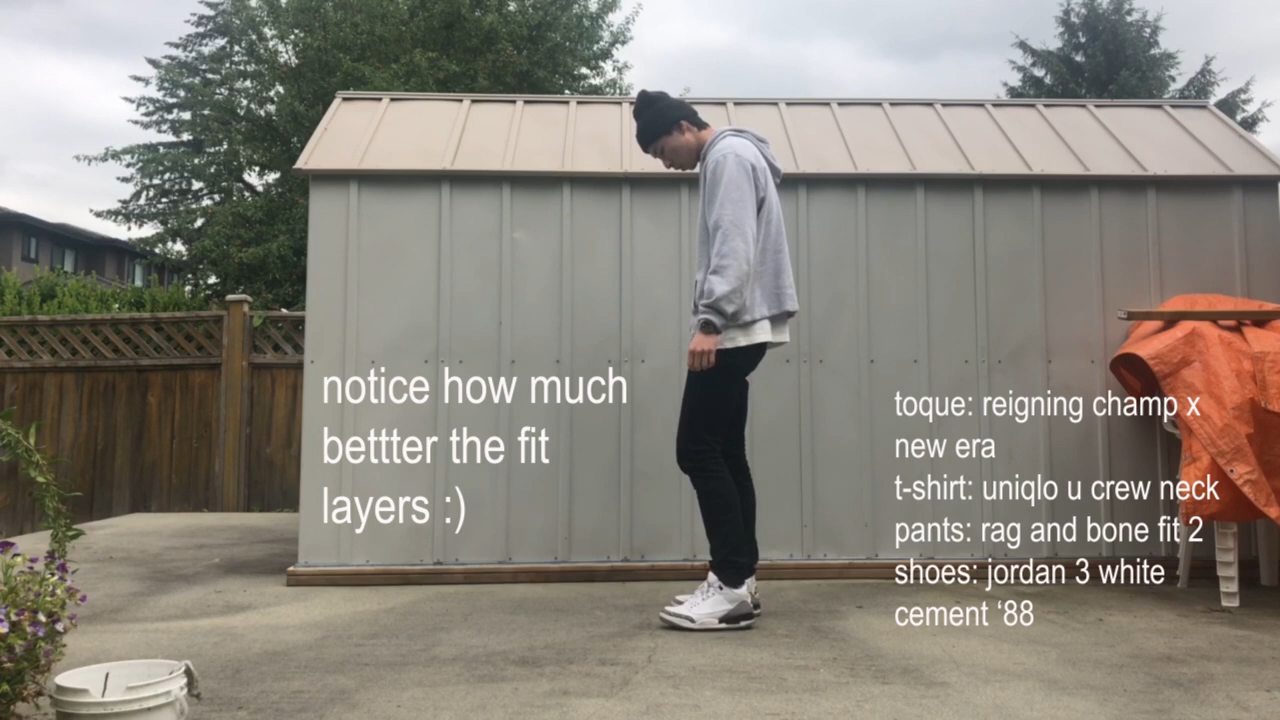 notice how much
bettter the fit
layers :)
toque: reigning champ x
new era
t-shirt: uniqlo u crew neck
pants: rag and bone fit 2
shoes: jordan 3 white
cement ‘88